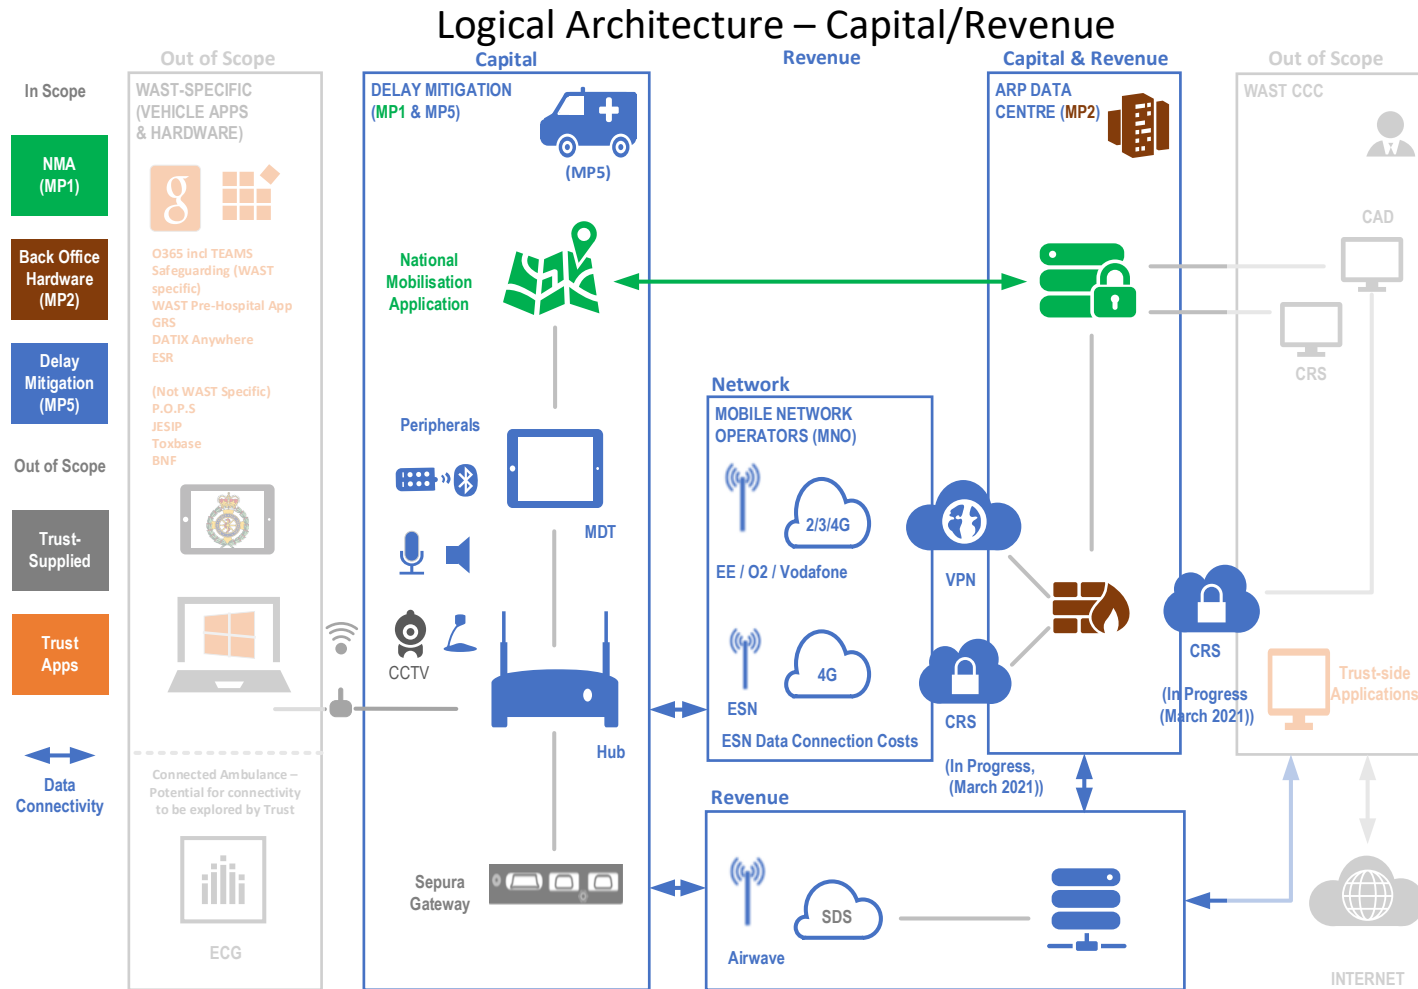 Logical Architecture – Capital/Revenue
Out of Scope
Capital
Revenue
Capital & Revenue
Out of Scope
In Scope
NMA
(MP1)
Back Office
Hardware
(MP2)
Delay
Mitigation
(MP5)
Out of Scope
Trust-
Supplied
Trust
Apps
Data
Connectivity
WAST-SPECIFIC
(VEHICLE APPS
& HARDWARE)
g
O365 incl TEAMS
Safeguarding (WAST
specific)
WAST Pre-Hospital App
GRS
DATIX Anywhere
ESR
(Not WAST Specific)
P.O.P.S
JESIP
Toxbase
BNF
Connected Ambulance –
Potential for connectivity
to be explored by Trust
ECG
DELAY MITIGATION
(MP1 & MP5)
(MP5)
National
Mobilisation
Application
Peripherals
MDT
CCTV
Hub
Sepura
Gateway
Network
MOBILE NETWORK
OPERATORS (MNO)
2/3/4G
EE / O2 / Vodafone
4G
ESN
ESN Data Connection Costs
VPN
CRS
(In Progress,
(March 2021))
Revenue
SDS
Airwave
ARP DATA
CENTRE (MP2)
CRS
(In Progress
(March 2021))
WAST CCC
CAD
CRS
Trust-side
Applications
INTERNET